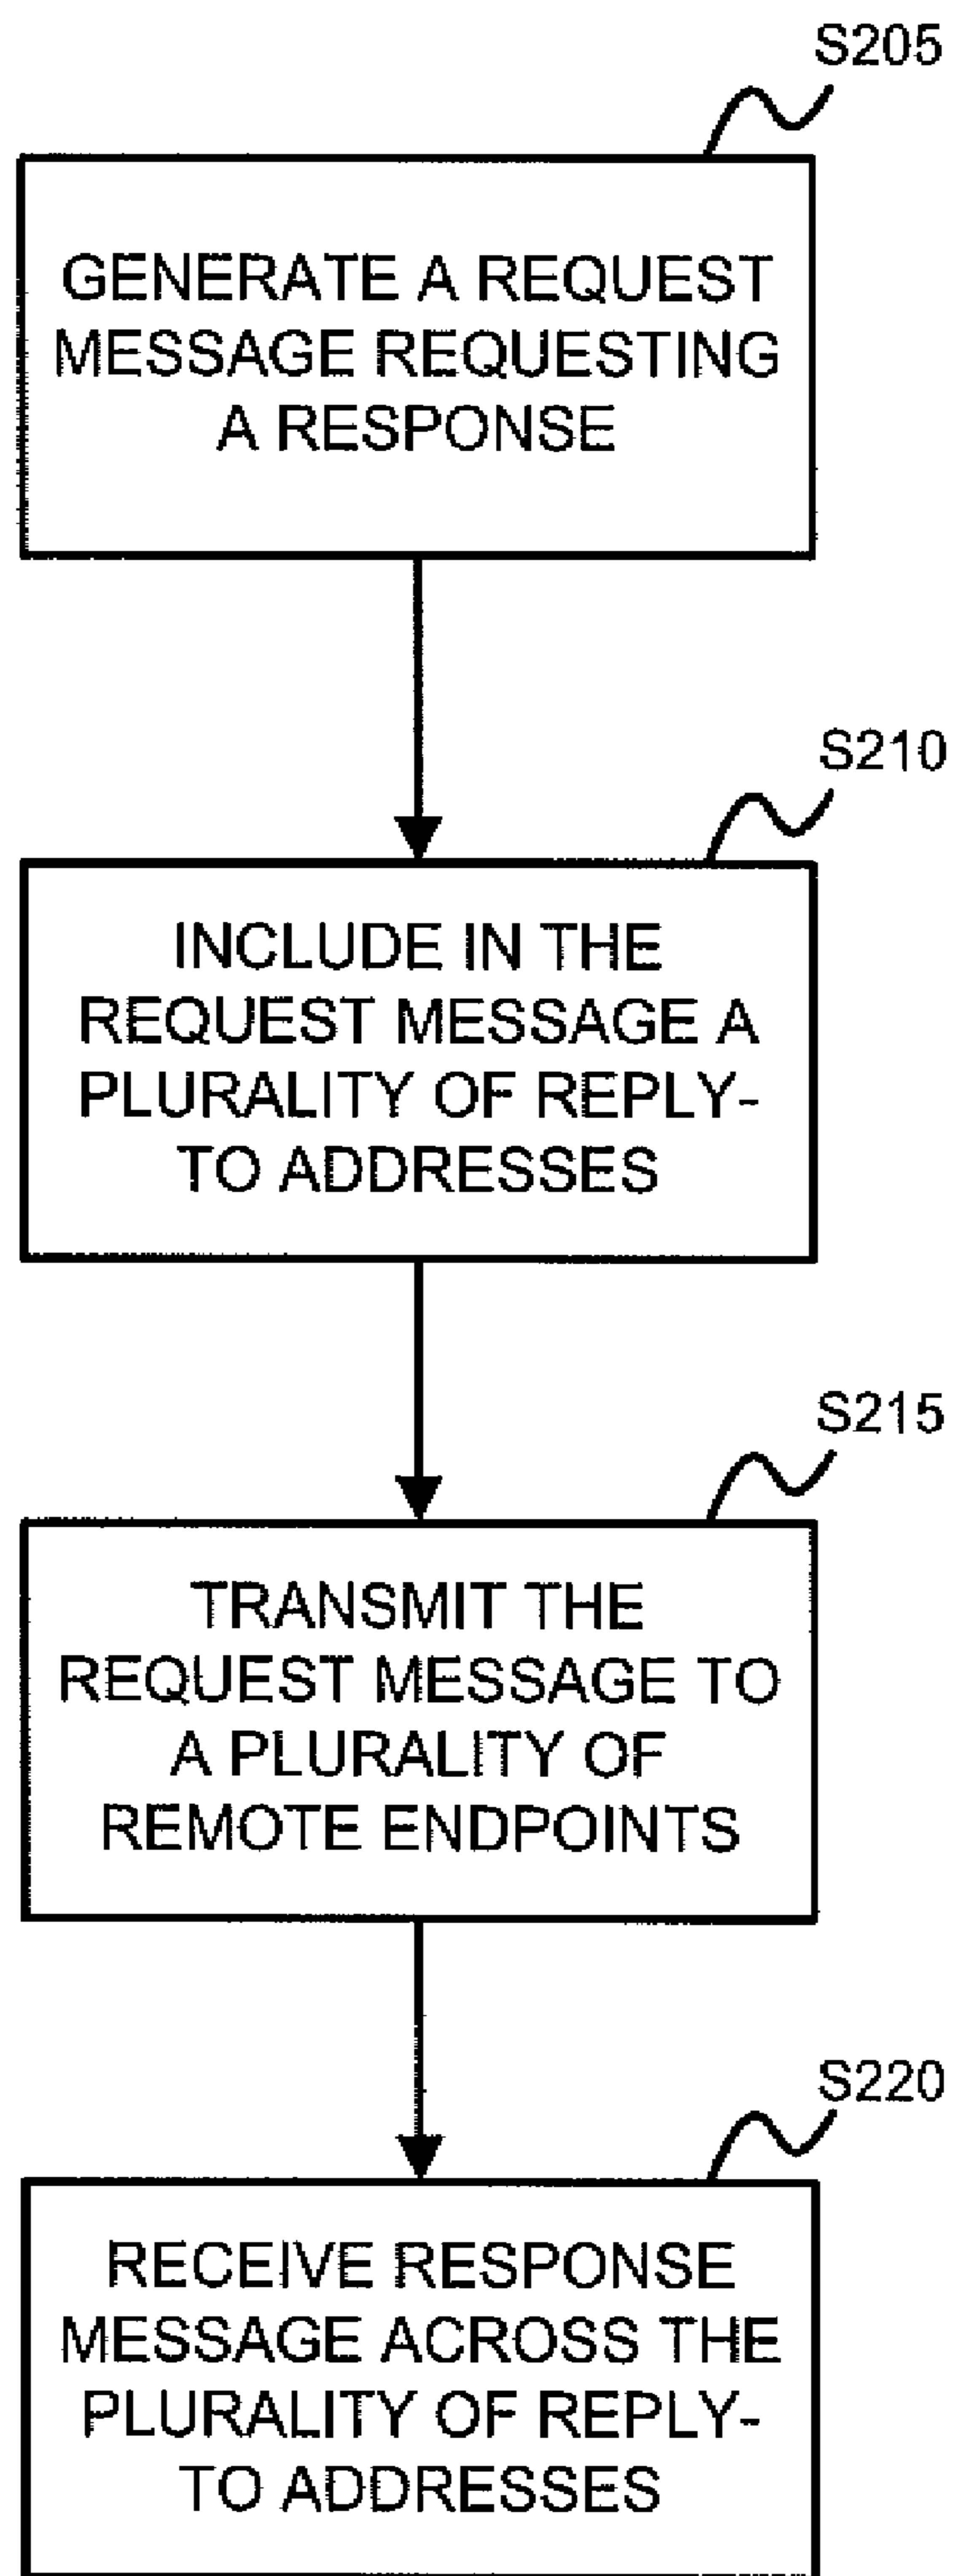 S205
GENERATE A REQUEST
MESSAGE REQUESTING
A RESPONSE
S210
INCLUDE IN THE
REQUEST MESSAGE A
PLURALITY OF REPLY-
TO ADDRESSES
S215
TRANSMIT THE
REQUEST MESSAGE TO
A PLURALITY OF
REMOTE ENDPOINTS
S220
RECEIVE RESPONSE
MESSAGE ACROSS THE
PLURALITY OF REPLY-
TO ADDRESSES